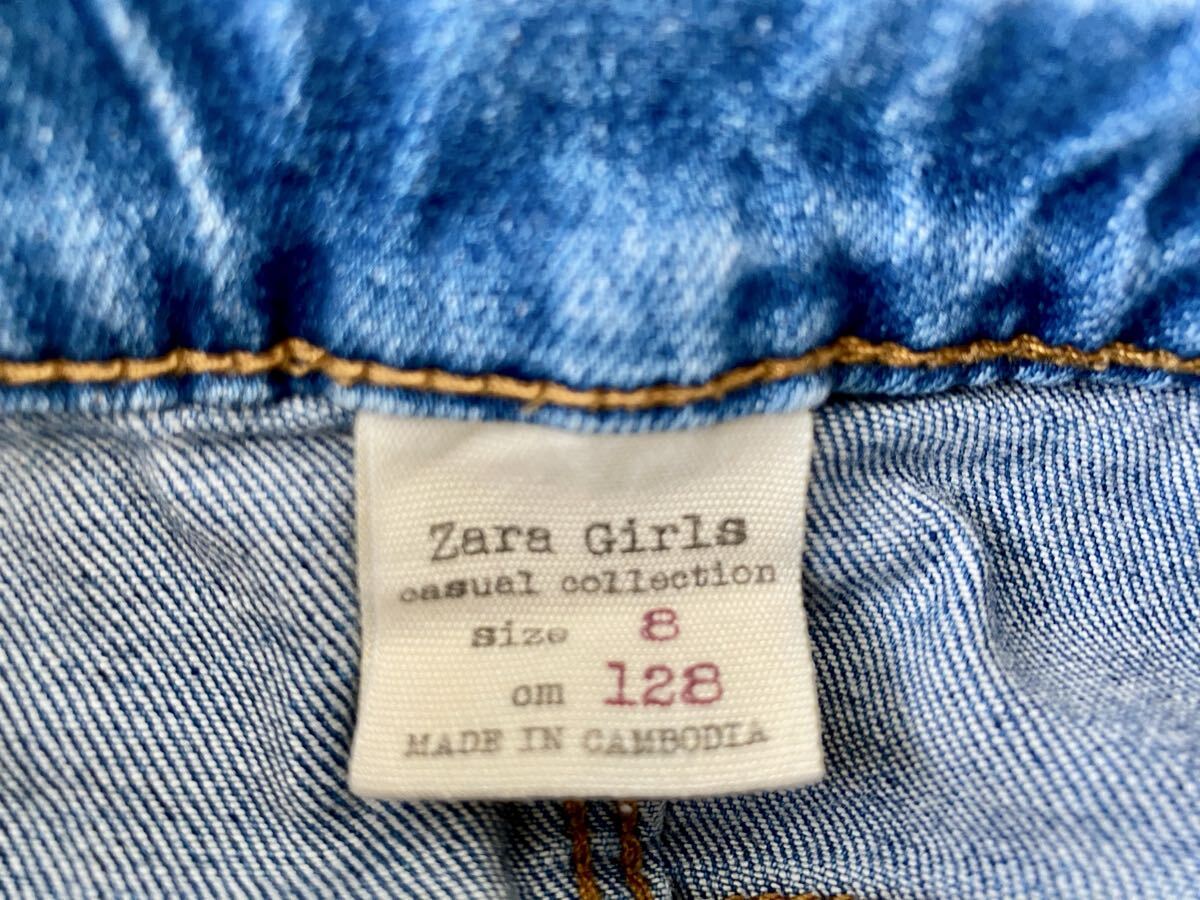 Zara Girls
casual collection
size 8
cm 128
MADE IN CAMBODIA